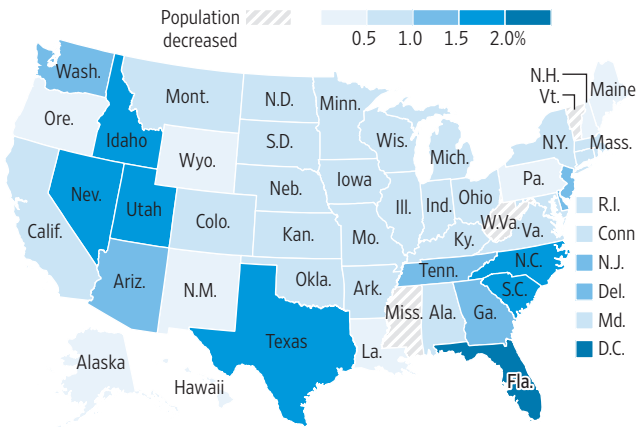 Population
decreased
0.5 1.0 1.5 2.0%
Wash.
Mont.
N.D.
Minn.
N.H.
Vt.
Maine
Ore.
Idaho
S.D.
Wis.
Mich.
N.Y.
Mass.
Wyo.
Nev.
Utah
Neb.
Iowa
Pa.
Ill.
Ind.
Ohio
R.I.
Calif.
Colo.
Kan.
Mo.
Ky.
W.Va.
Va.
Conn
Ariz.
N.M.
Okla.
Ark.
Tenn.
N.C.
N.J.
S.C.
Del.
Miss.
Ala.
Ga.
Md.
Texas
La.
D.C.
Alaska
Hawaii
Fla.